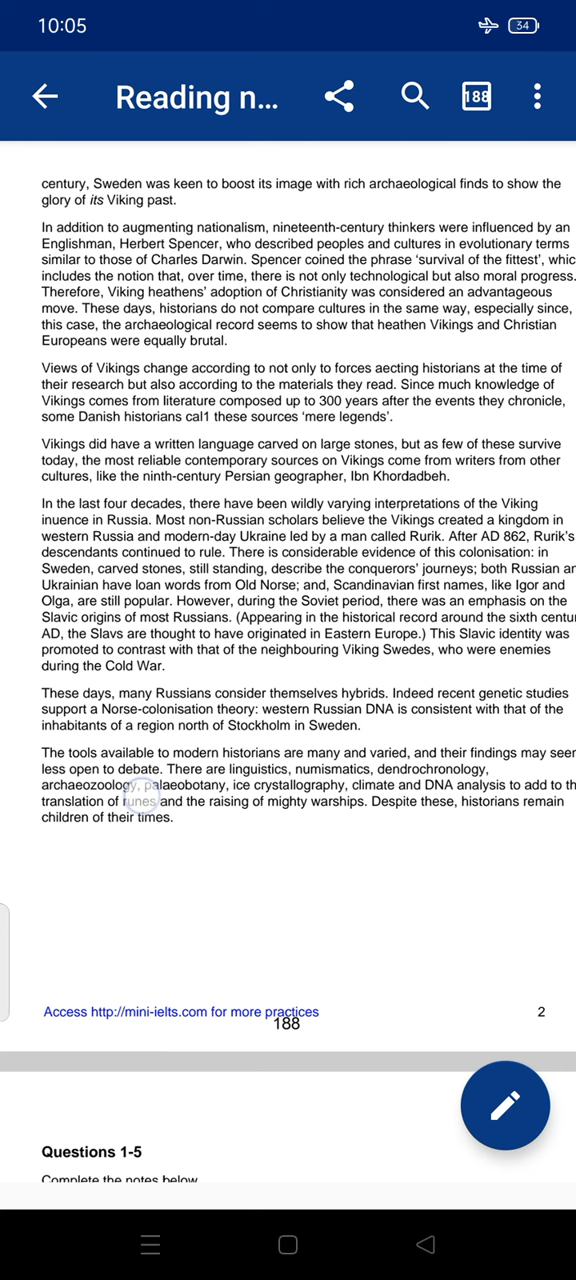 10:05
34
Reading n...
188
century, Sweden was keen to boost its image with rich archaeological finds to show the
glory of its Viking past.
In addition to augmenting nationalism, nineteenth-century thinkers were influenced by an
Englishman, Herbert Spencer, who described peoples and cultures in evolutionary terms
similar to those of Charles Darwin. Spencer coined the phrase ‘survival of the fittest’, whic
includes the notion that, over time, there is not only technological but also moral progress.
Therefore, Viking heathens’ adoption of Christianity was considered an advantageous
move. These days, historians do not compare cultures in the same way, especially since,
this case, the archaeological record seems to show that heathen Vikings and Christian
Europeans were equally brutal.
Views of Vikings change according to not only to forces aecting historians at the time of
their research but also according to the materials they read. Since much knowledge of
Vikings comes from literature composed up to 300 years after the events they chronicle,
some Danish historians cal1 these sources ‘mere legends’.
Vikings did have a written language carved on large stones, but as few of these survive
today, the most reliable contemporary sources on Vikings come from writers from other
cultures, like the ninth-century Persian geographer, Ibn Khordadbeh.
In the last four decades, there have been wildly varying interpretations of the Viking
inuence in Russia. Most non-Russian scholars believe the Vikings created a kingdom in
western Russia and modern-day Ukraine led by a man called Rurik. After AD 862, Rurik’s
descendants continued to rule. There is considerable evidence of this colonisation: in
Sweden, carved stones, still standing, describe the conquerors’ journeys; both Russian an
Ukrainian have loan words from Old Norse; and, Scandinavian first names, like Igor and
Olga, are still popular. However, during the Soviet period, there was an emphasis on the
Slavic origins of most Russians. (Appearing in the historical record around the sixth centur
AD, the Slavs are thought to have originated in Eastern Europe.) This Slavic identity was
promoted to contrast with that of the neighbouring Viking Swedes, who were enemies
during the Cold War.
These days, many Russians consider themselves hybrids. Indeed recent genetic studies
support a Norse-colonisation theory: western Russian DNA is consistent with that of the
inhabitants of a region north of Stockholm in Sweden.
The tools available to modern historians are many and varied, and their findings may seem
less open to debate. There are linguistics, numismatics, dendrochronology,
archaeozoology, palaeobotany, ice crystallography, climate and DNA analysis to add to th
translation of runes and the raising of mighty warships. Despite these, historians remain
children of their times.
Access http://mini-ielts.com for more practices
2
188
Questions 1-5
Complete the notes below